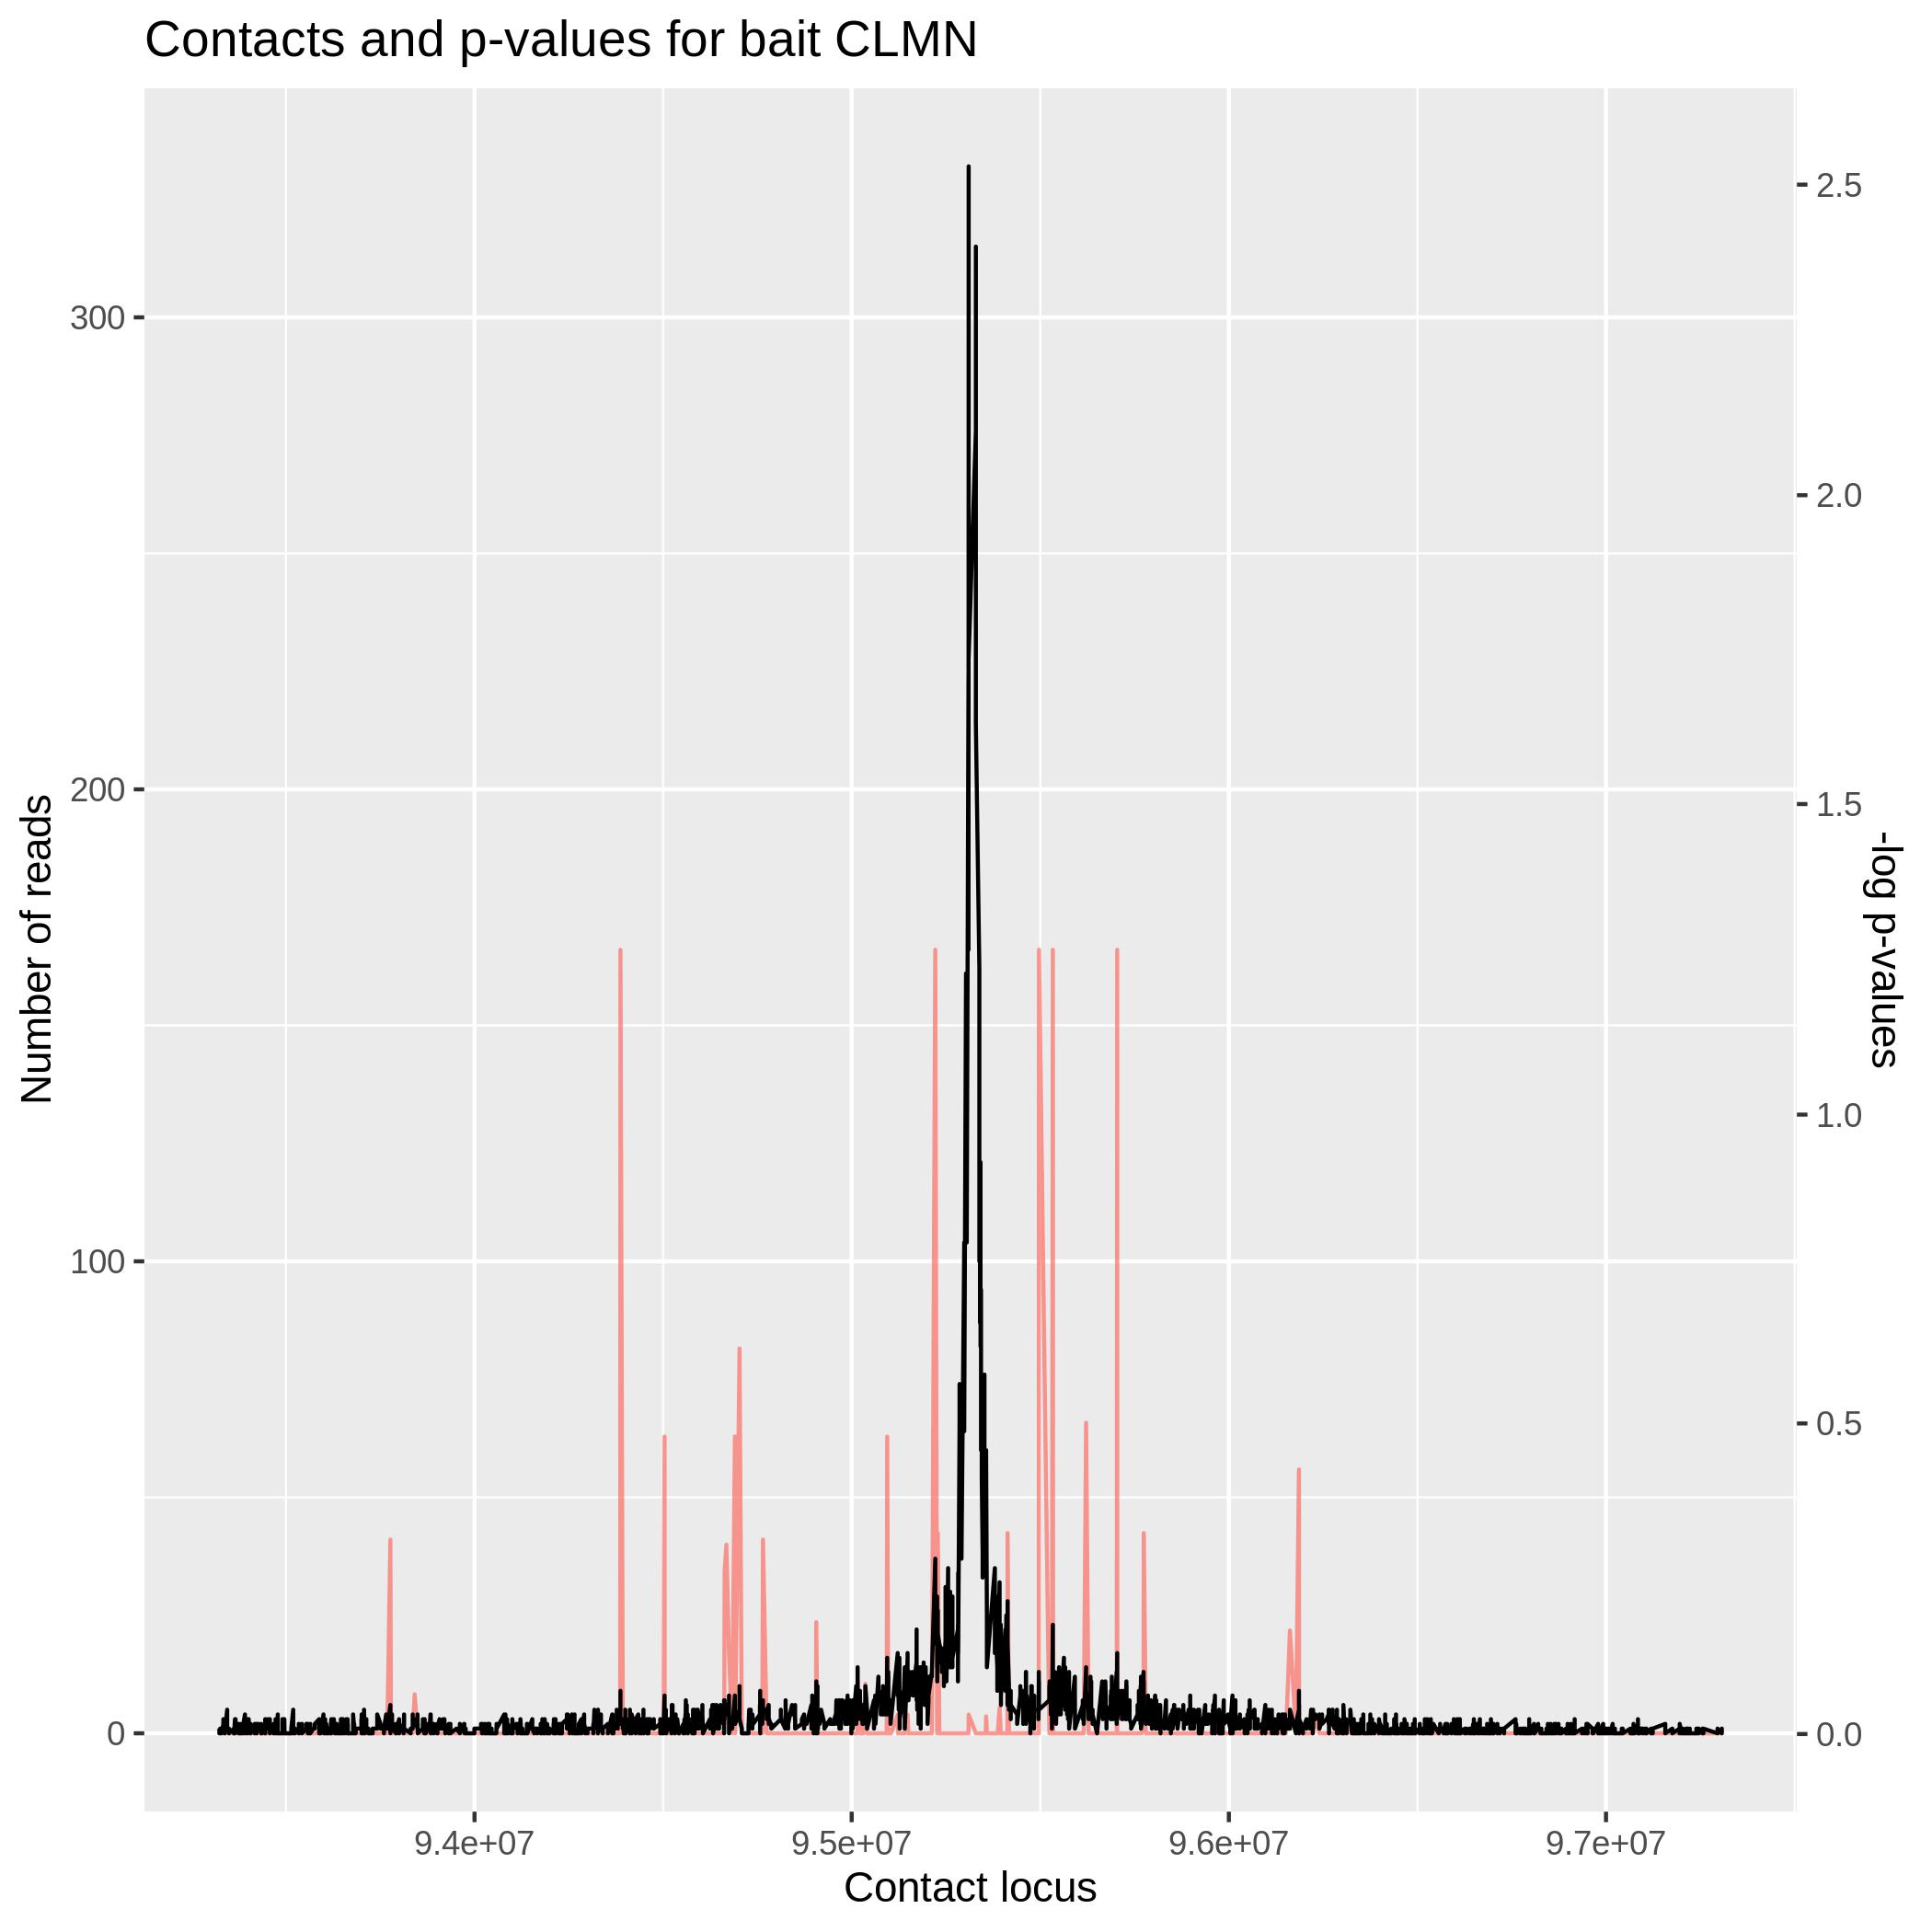 Contacts and p-values for bait CLMN
Number of reads
300
200
100
0
2.5
2.0
1.5
1.0
0.5
0.0
-log p-values
9.4e+07
9.5e+07
9.6e+07
9.7e+07
Contact locus